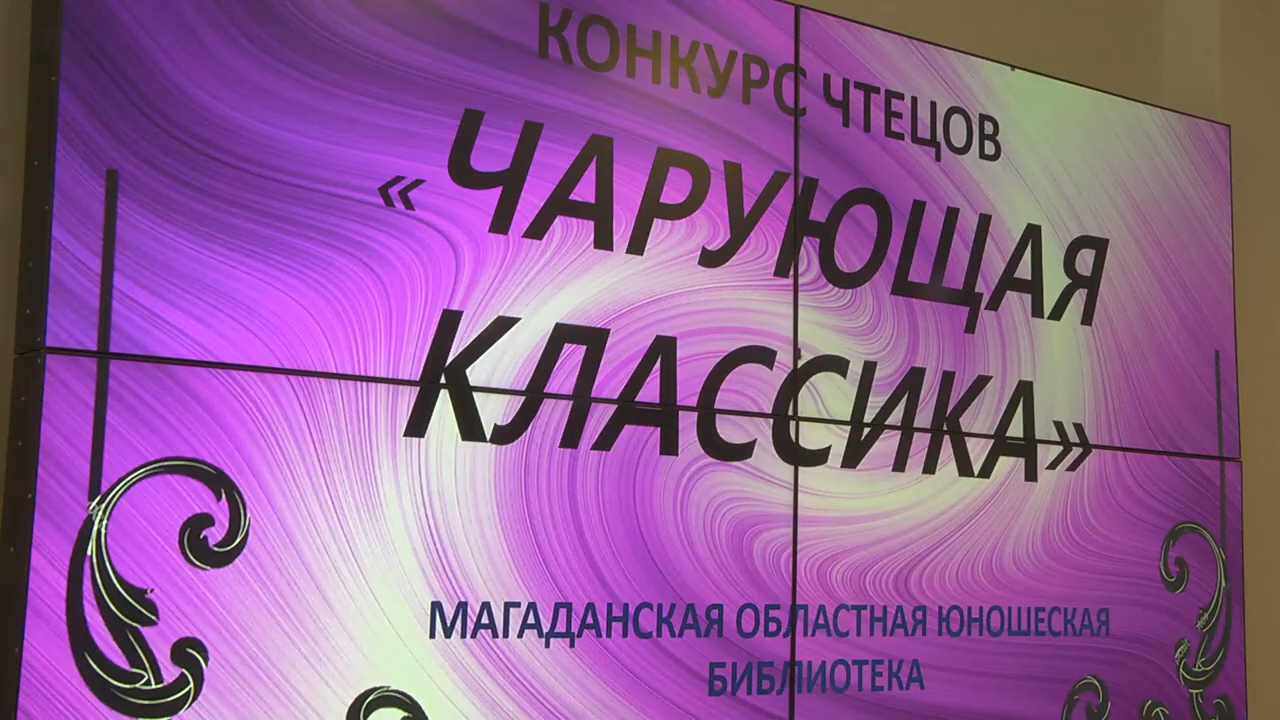 КОНКУРС ЧТЕЦОВ
«ЧАРУЮЩАЯ
КЛАССИКА»
МАГАДАНСКАЯ ОБЛАСТНАЯ ЮНОШЕСКАЯ
БИБЛИОТЕКА